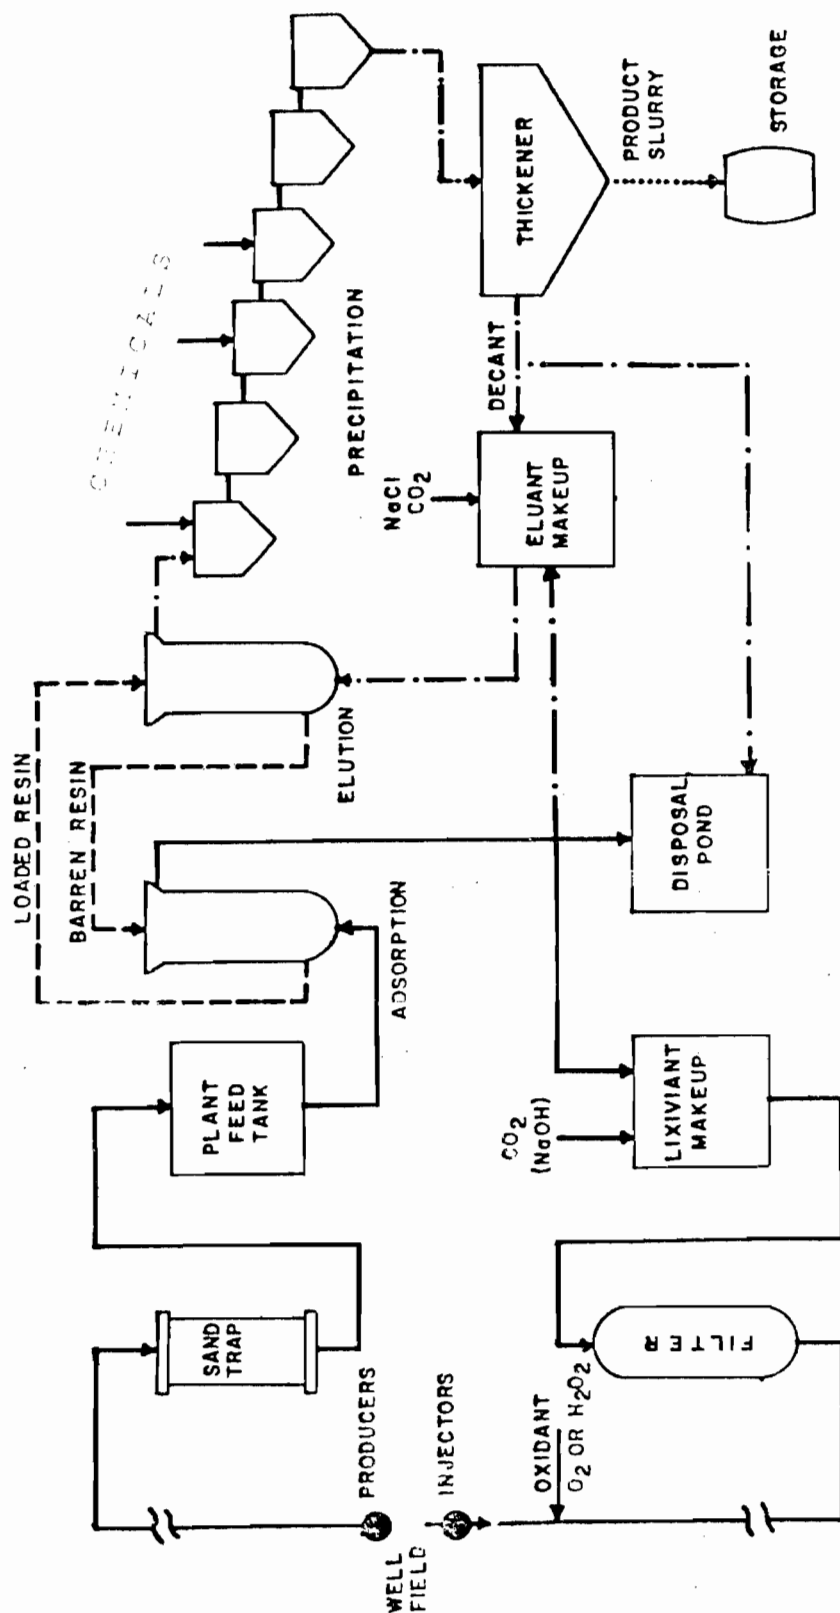 LOADED RESIN
BARREN RESIN
CHEMICALS
SAND
TRAP
PLANT
FEED
TANK
ADSORPTION
ELUTION
PRECIPITATION
PRODUCERS
WELL
FIELD
INJECTORS
OXIDANT
O2 OR H2O2
FILTER
CO2
(NaOH)
LIXIVIANT
MAKEUP
DISPOSAL
POND
NaCl
CO2
ELUANT
MAKEUP
DECANT
THICKENER
PRODUCT
SLURRY
STORAGE